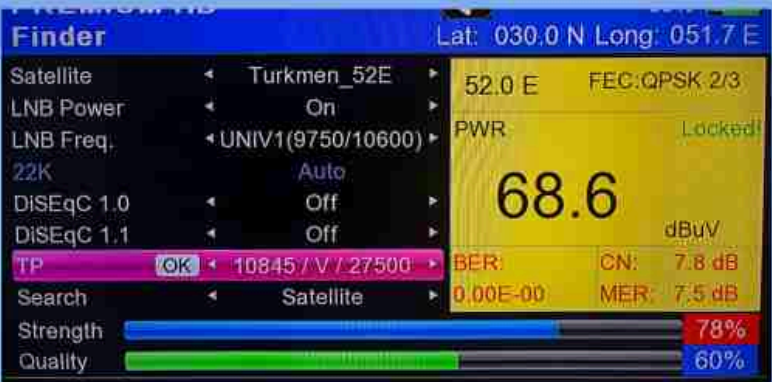 Finder Lat: 030.0 N Long: 051.7 E
Satellite Turkmen_52E
LNB Power On
LNB Freq. UNIV1(9750/10600)
22K Auto
DiSEqC 1.0 Off
DiSEqC 1.1 Off
TP OK 10845 / V / 27500
Search Satellite
52.0 E FEC:QPSK 2/3
PWR Locked!
68.6
dBuV
BER: CN: 7.8 dB
0.00E-00 MER: 7.5 dB
Strength 78%
Quality 60%